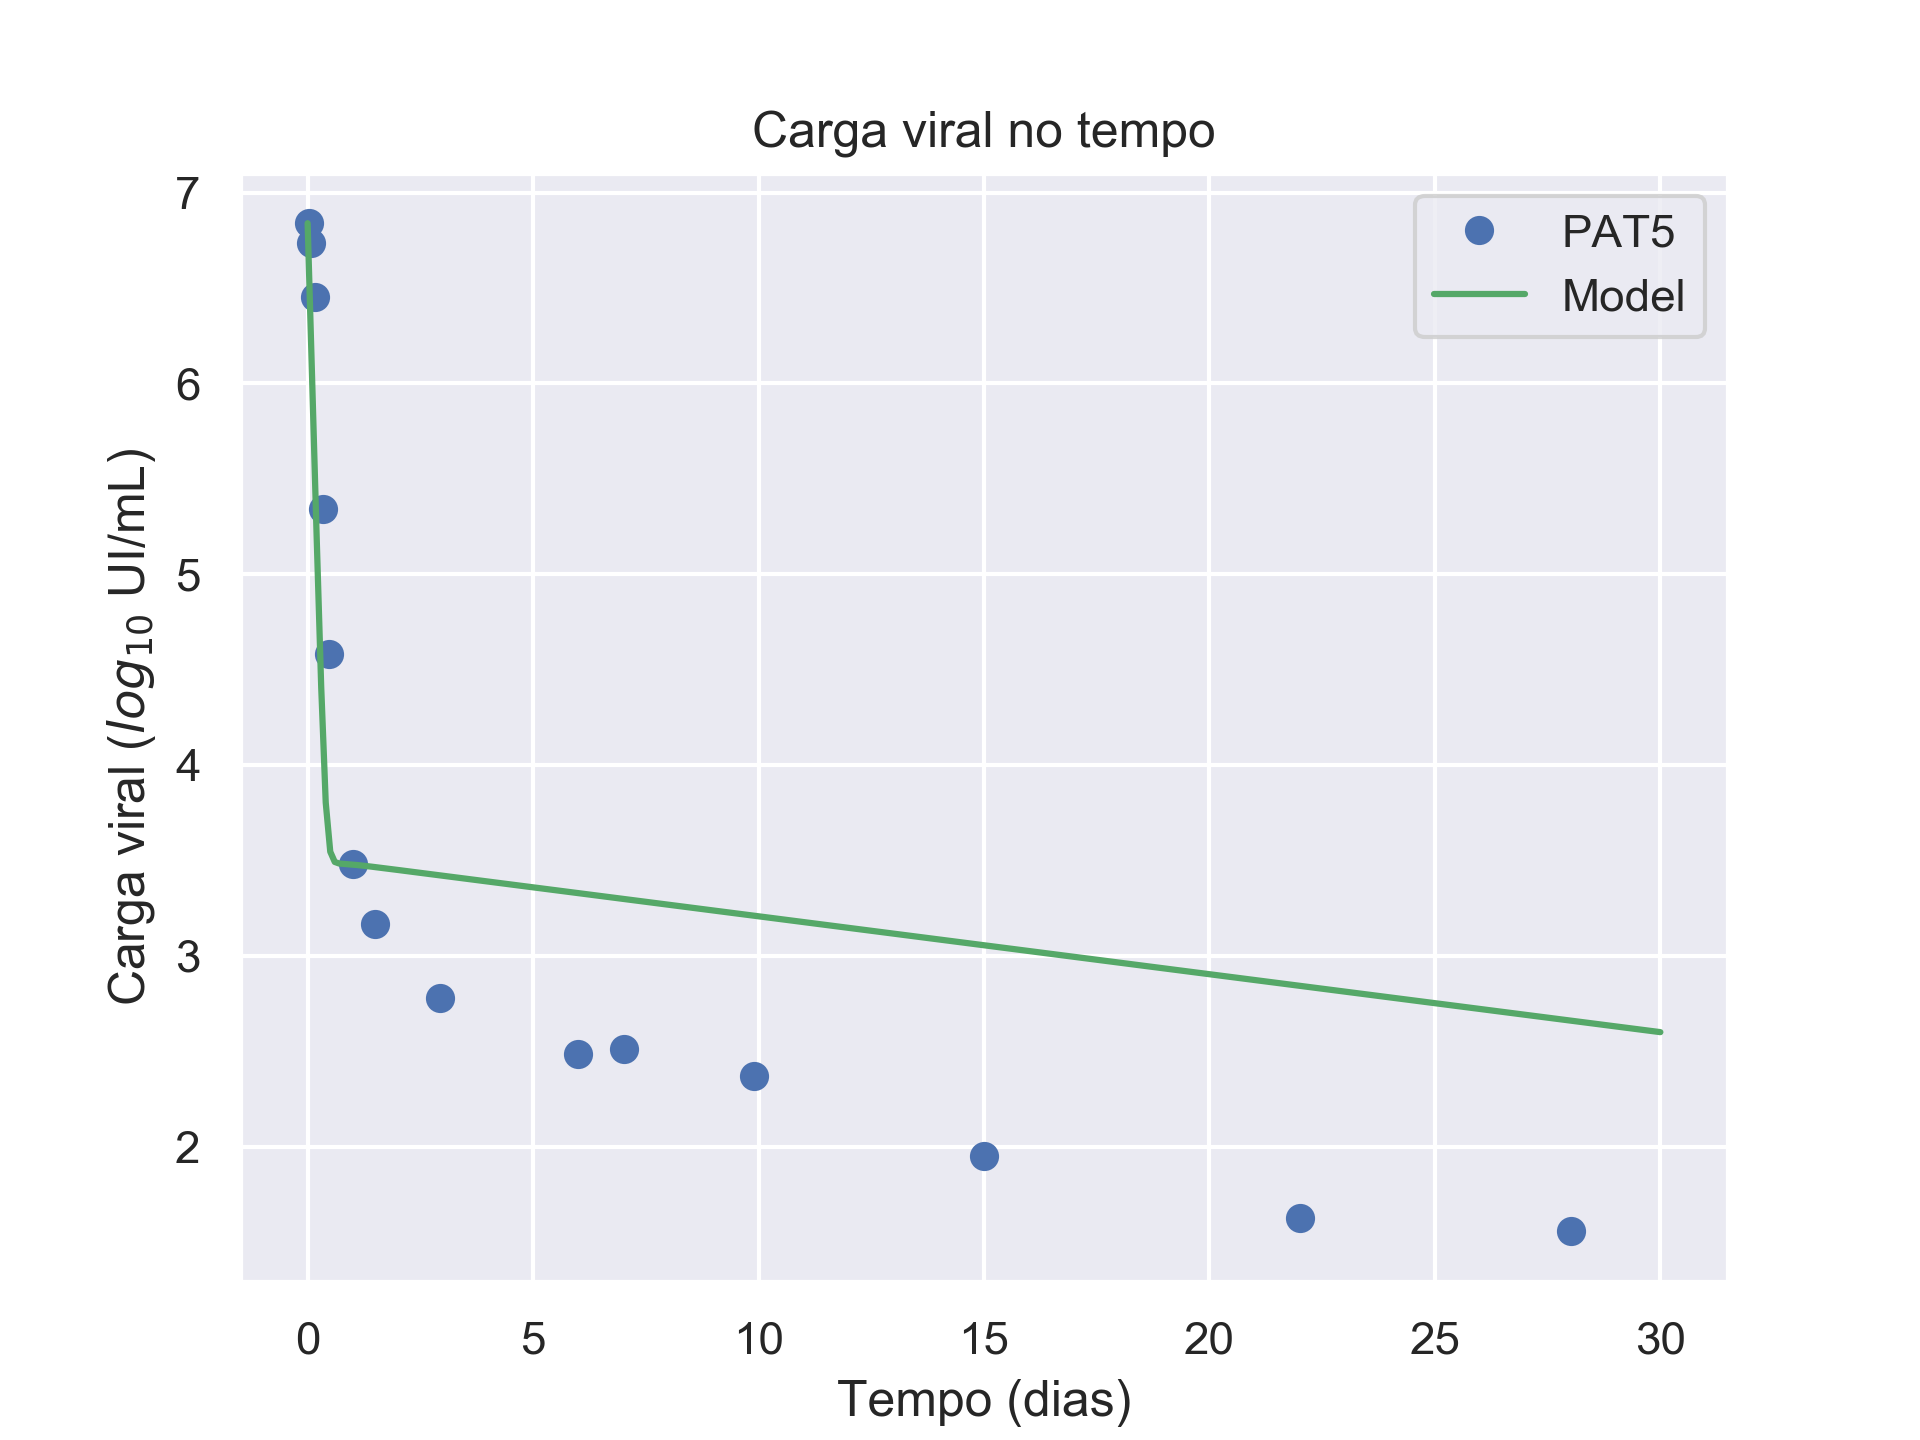 Carga viral no tempo
PAT5
Model
Carga viral (log₁₀ UI/mL)
7
6
5
4
3
2
0 5 10 15 20 25 30
Tempo (dias)